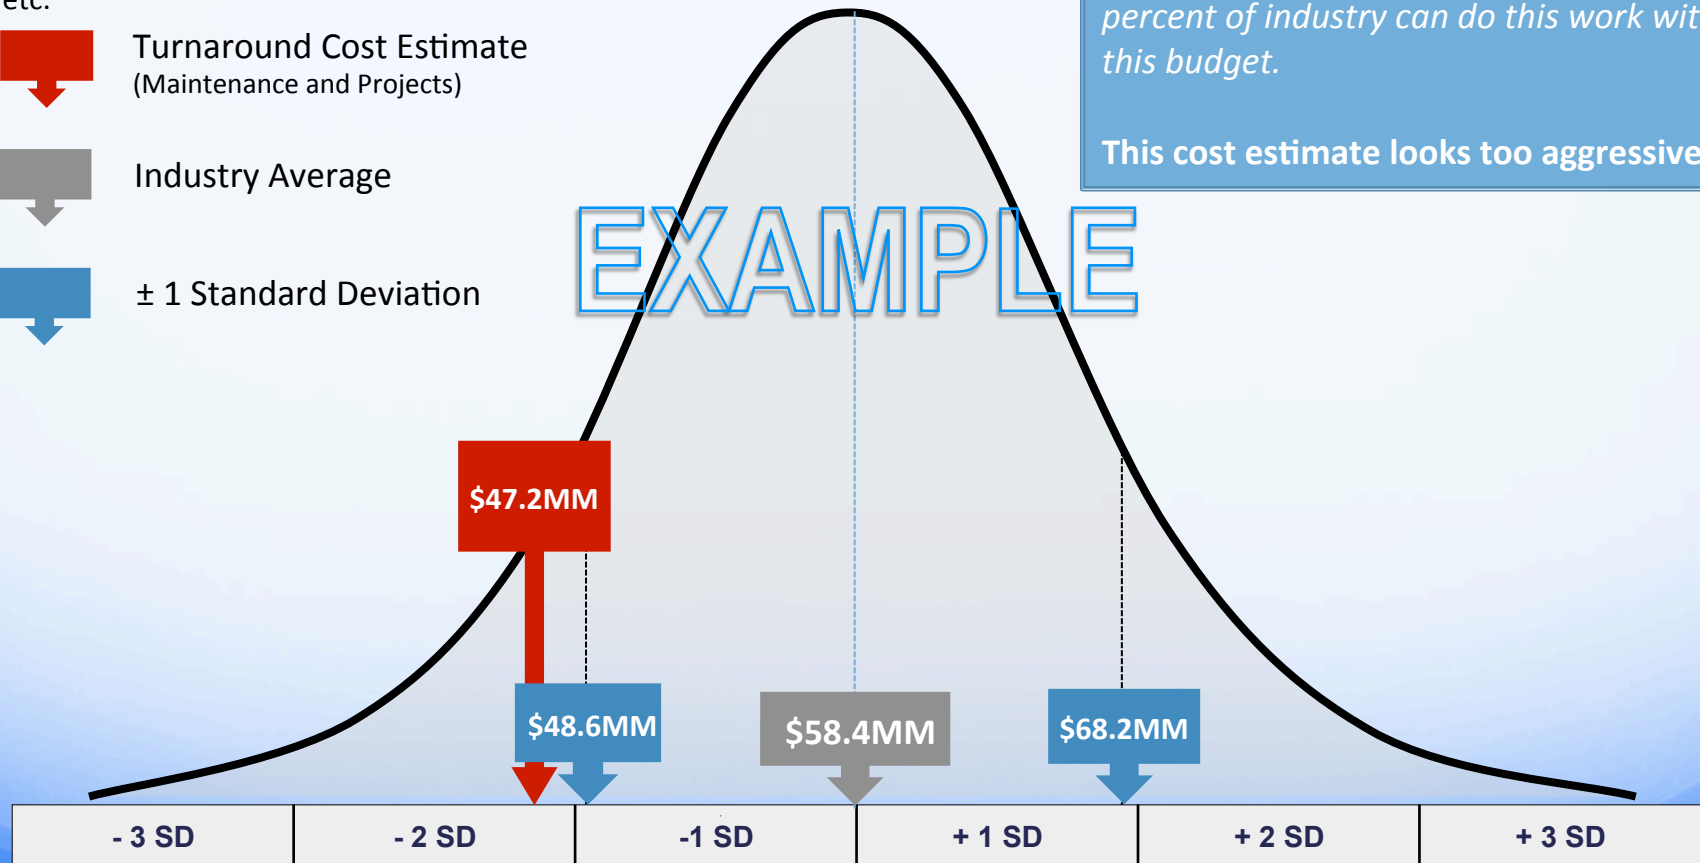 etc.
percent of industry can do this work
this budget.
Turnaround Cost Estimate
(Maintenance and Projects)
This cost estimate looks too aggressive
Industry Average
EXAMPLE
± 1 Standard Deviation
$47.2MM
$48.6MM
$58.4MM
$68.2MM
- 3 SD
- 2 SD
-1 SD
+ 1 SD
+ 2 SD
+ 3 SD